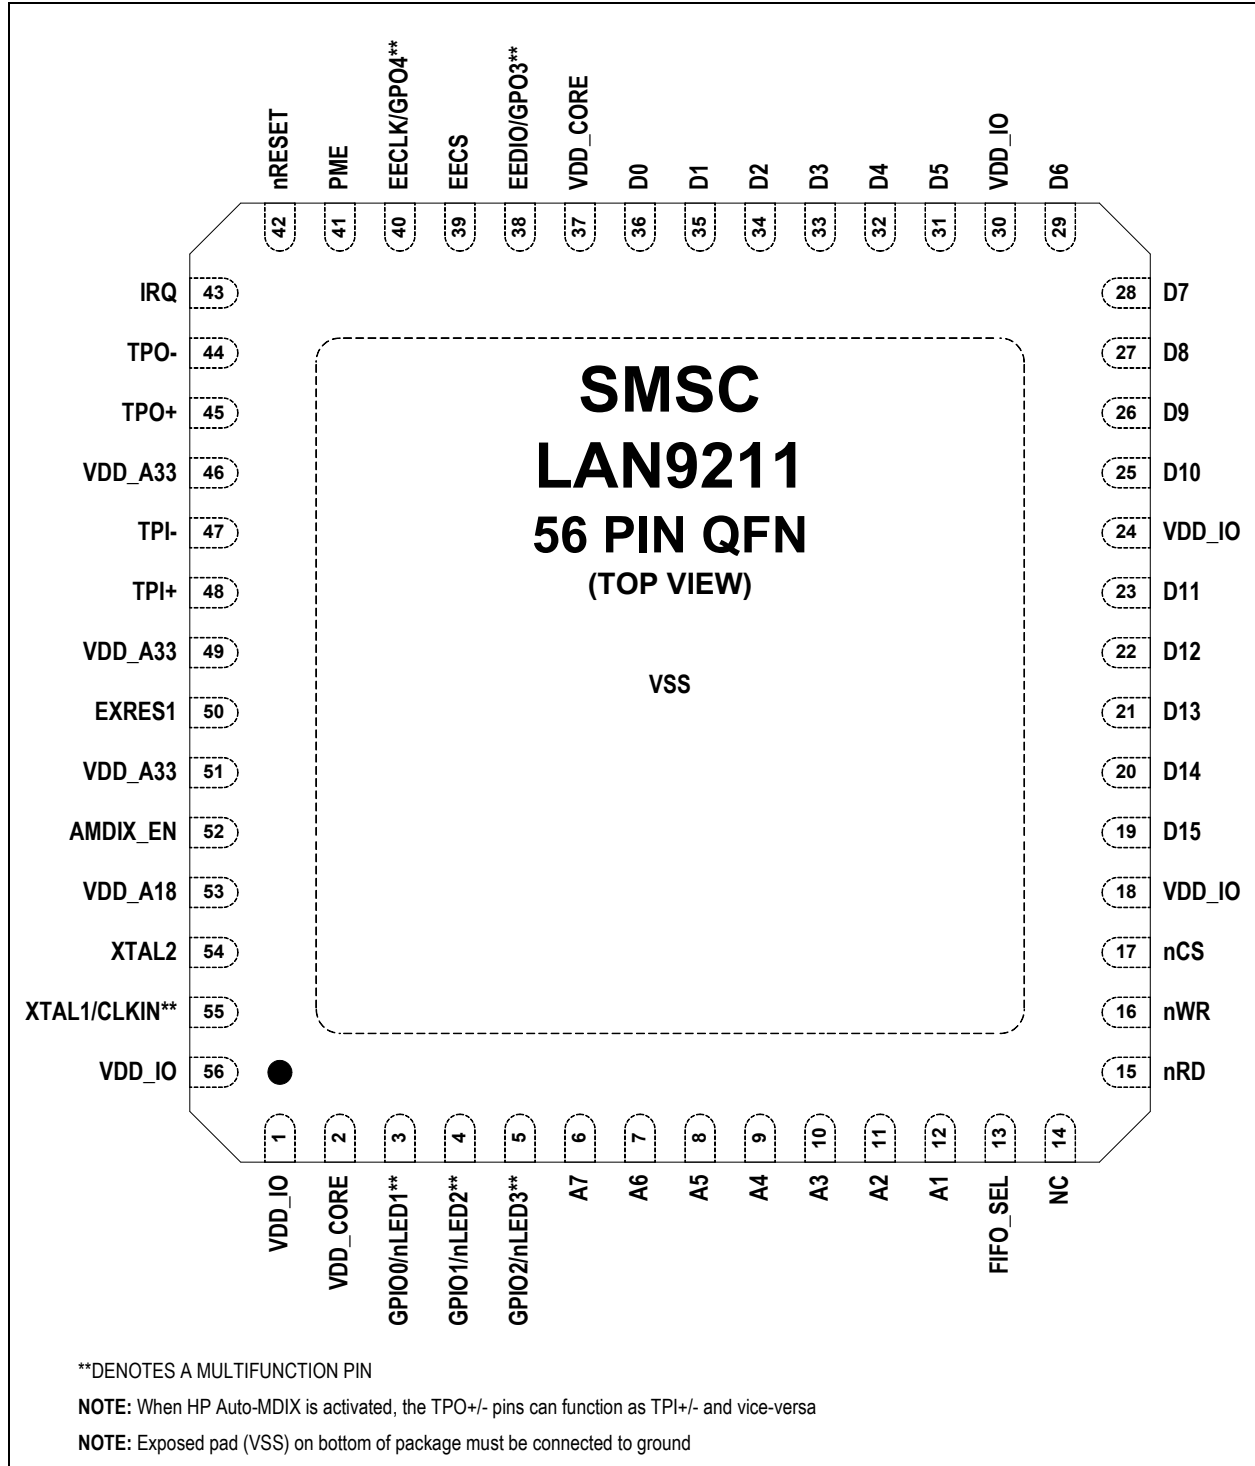 nRESET
PME
EECLK/GPO4**
EECS
EEDIO/GPO3**
VDD_CORE
D0
D1
D2
D3
D4
D5
VDD_IO
D6
42
41
40
39
38
37
36
35
34
33
32
31
30
29
IRQ 43
TPO- 44
TPO+ 45
VDD_A33 46
TPI- 47
TPI+ 48
VDD_A33 49
EXRES1 50
VDD_A33 51
AMDIX_EN 52
VDD_A18 53
XTAL2 54
XTAL1/CLKIN** 55
VDD_IO 56
SMSC
LAN9211
56 PIN QFN
(TOP VIEW)
VSS
28 D7
27 D8
26 D9
25 D10
24 VDD_IO
23 D11
22 D12
21 D13
20 D14
19 D15
18 VDD_IO
17 nCS
16 nWR
15 nRD
1
2
3
4
5
6
7
8
9
10
11
12
13
14
VDD_IO
VDD_CORE
GPIO0/nLED1**
GPIO1/nLED2**
GPIO2/nLED3**
A7
A6
A5
A4
A3
A2
A1
FIFO_SEL
NC
**DENOTES A MULTIFUNCTION PIN
NOTE: When HP Auto-MDIX is activated, the TPO+/- pins can function as TPI+/- and vice-versa
NOTE: Exposed pad (VSS) on bottom of package must be connected to ground